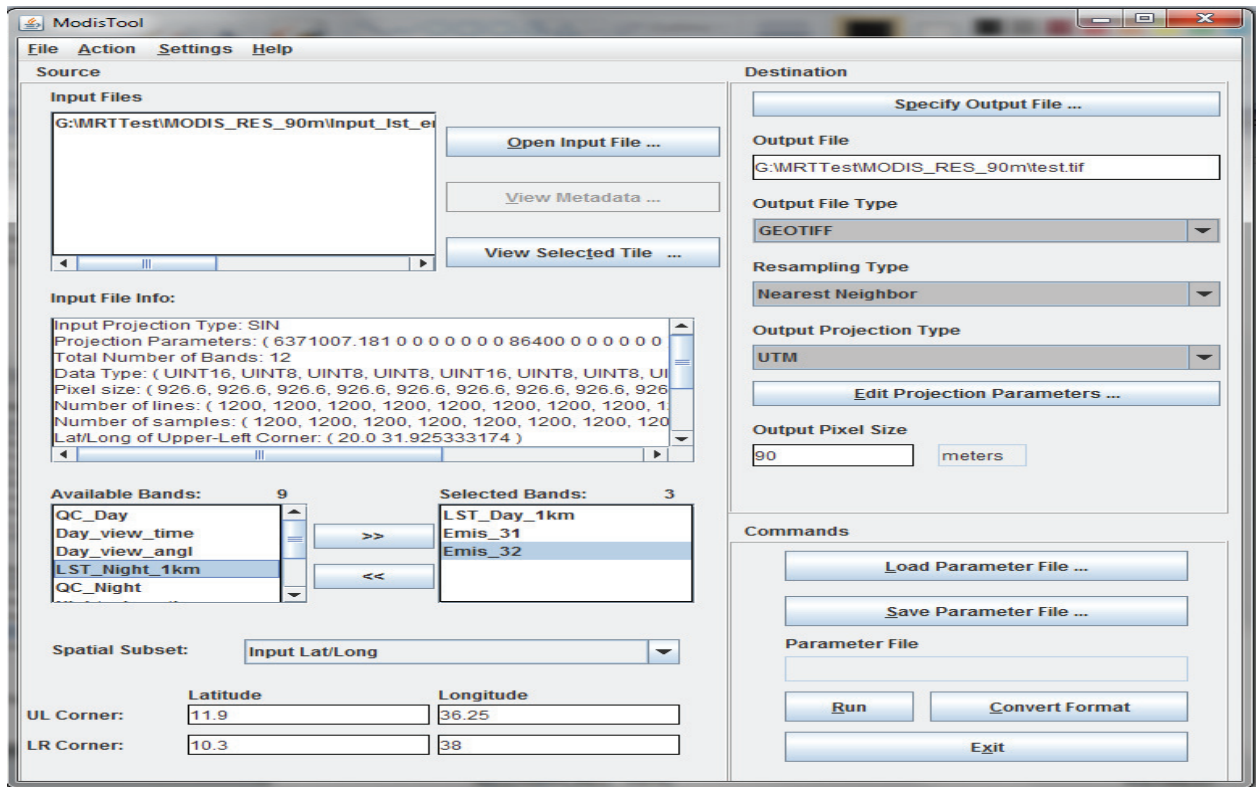 ModisTool
File Action Settings Help
Source
Input Files
G:\MRTTest\MODIS_RES_90m\Input_lst_e
Open Input File ...
View Metadata ...
View Selected Tile ...
Input File Info:
Input Projection Type: SIN
Projection Parameters: ( 6371007.181 0 0 0 0 0 0 0 86400 0 0 0 0 0 0
Total Number of Bands: 12
Data Type: ( UINT16, UINT8, UINT8, UINT8, UINT16, UINT8, UINT8, UI
Pixel size: ( 926.6, 926.6, 926.6, 926.6, 926.6, 926.6, 926.6, 926
Number of lines: ( 1200, 1200, 1200, 1200, 1200, 1200, 1200, 1200, 1
Number of samples: ( 1200, 1200, 1200, 1200, 1200, 1200, 1200, 120
Lat/Long of Upper-Left Corner: ( 20.0 31.925333174 )
Available Bands: 9
QC_Day
Day_view_time
Day_view_angl
LST_Night_1km
QC_Night
>>
<<
Selected Bands: 3
LST_Day_1km
Emis_31
Emis_32
Spatial Subset: Input Lat/Long
Latitude Longitude
UL Corner: 11.9 36.25
LR Corner: 10.3 38
Destination
Specify Output File ...
Output File
G:\MRTTest\MODIS_RES_90m\test.tif
Output File Type
GEOTIFF
Resampling Type
Nearest Neighbor
Output Projection Type
UTM
Edit Projection Parameters ...
Output Pixel Size
90 meters
Commands
Load Parameter File ...
Save Parameter File ...
Parameter File
Run Convert Format
Exit